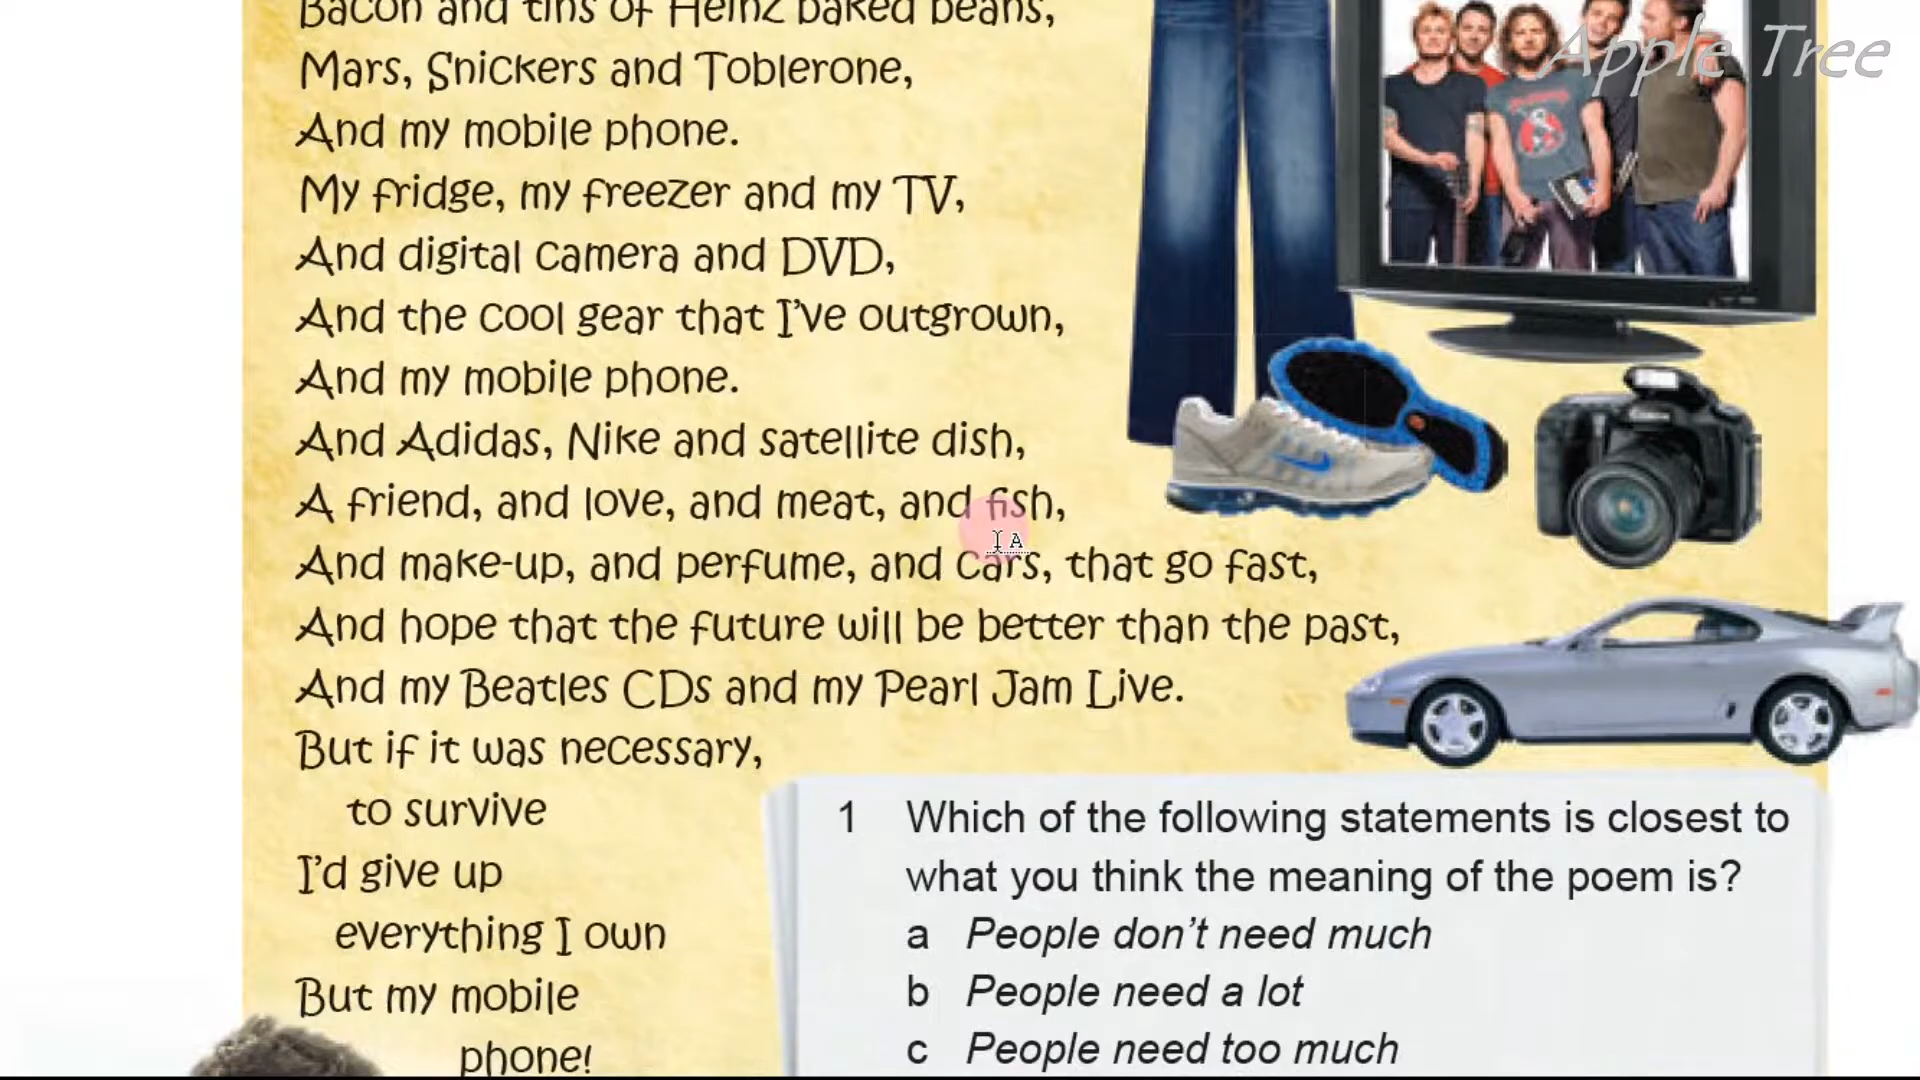 Bacon and tins of Heinz baked beans,
Mars, Snickers and Toblerone,
And my mobile phone.
My fridge, my freezer and my TV,
And digital camera and DVD,
And the cool gear that I've outgrown,
And my mobile phone.
And Adidas, Nike and satellite dish,
A friend, and love, and meat, and fish,
And make-up, and perfume, and cars, that go fast,
And hope that the future will be better than the past,
And my Beatles CDs and my Pearl Jam Live.
But if it was necessary,
to survive
I'd give up
everything I own
But my mobile
phone!
Apple Tree
1 Which of the following statements is closest to
what you think the meaning of the poem is?
a People don't need much
b People need a lot
c People need too much